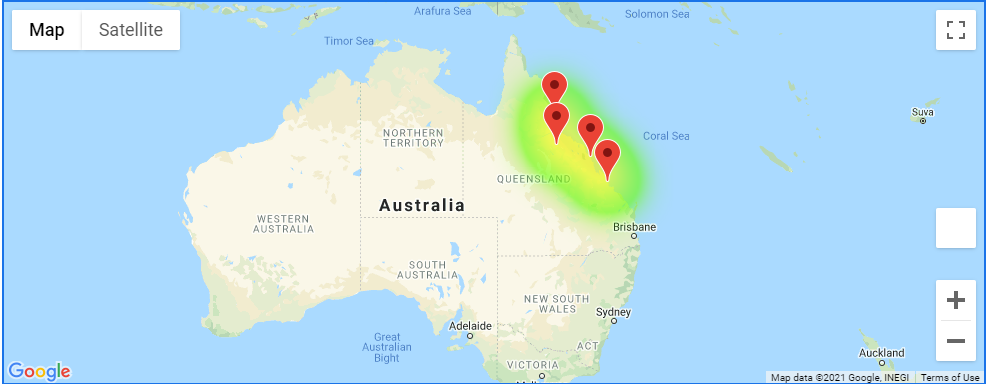 Arafura Sea
Solomon Sea
Map
Satellite
Timor Sea
Suva
NORTHERN
TERRITORY
Coral Sea
QUEENSLAND
Australia
WESTERN
AUSTRALIA
Brisbane
SOUTH
AUSTRALIA
NEW SOUTH
WALES
Sydney
Adelaide
Great
Australian
Bight
ACT
Auckland
VICTORIA
Google
Map data ©2021 Google, INEGI
Terms of Use